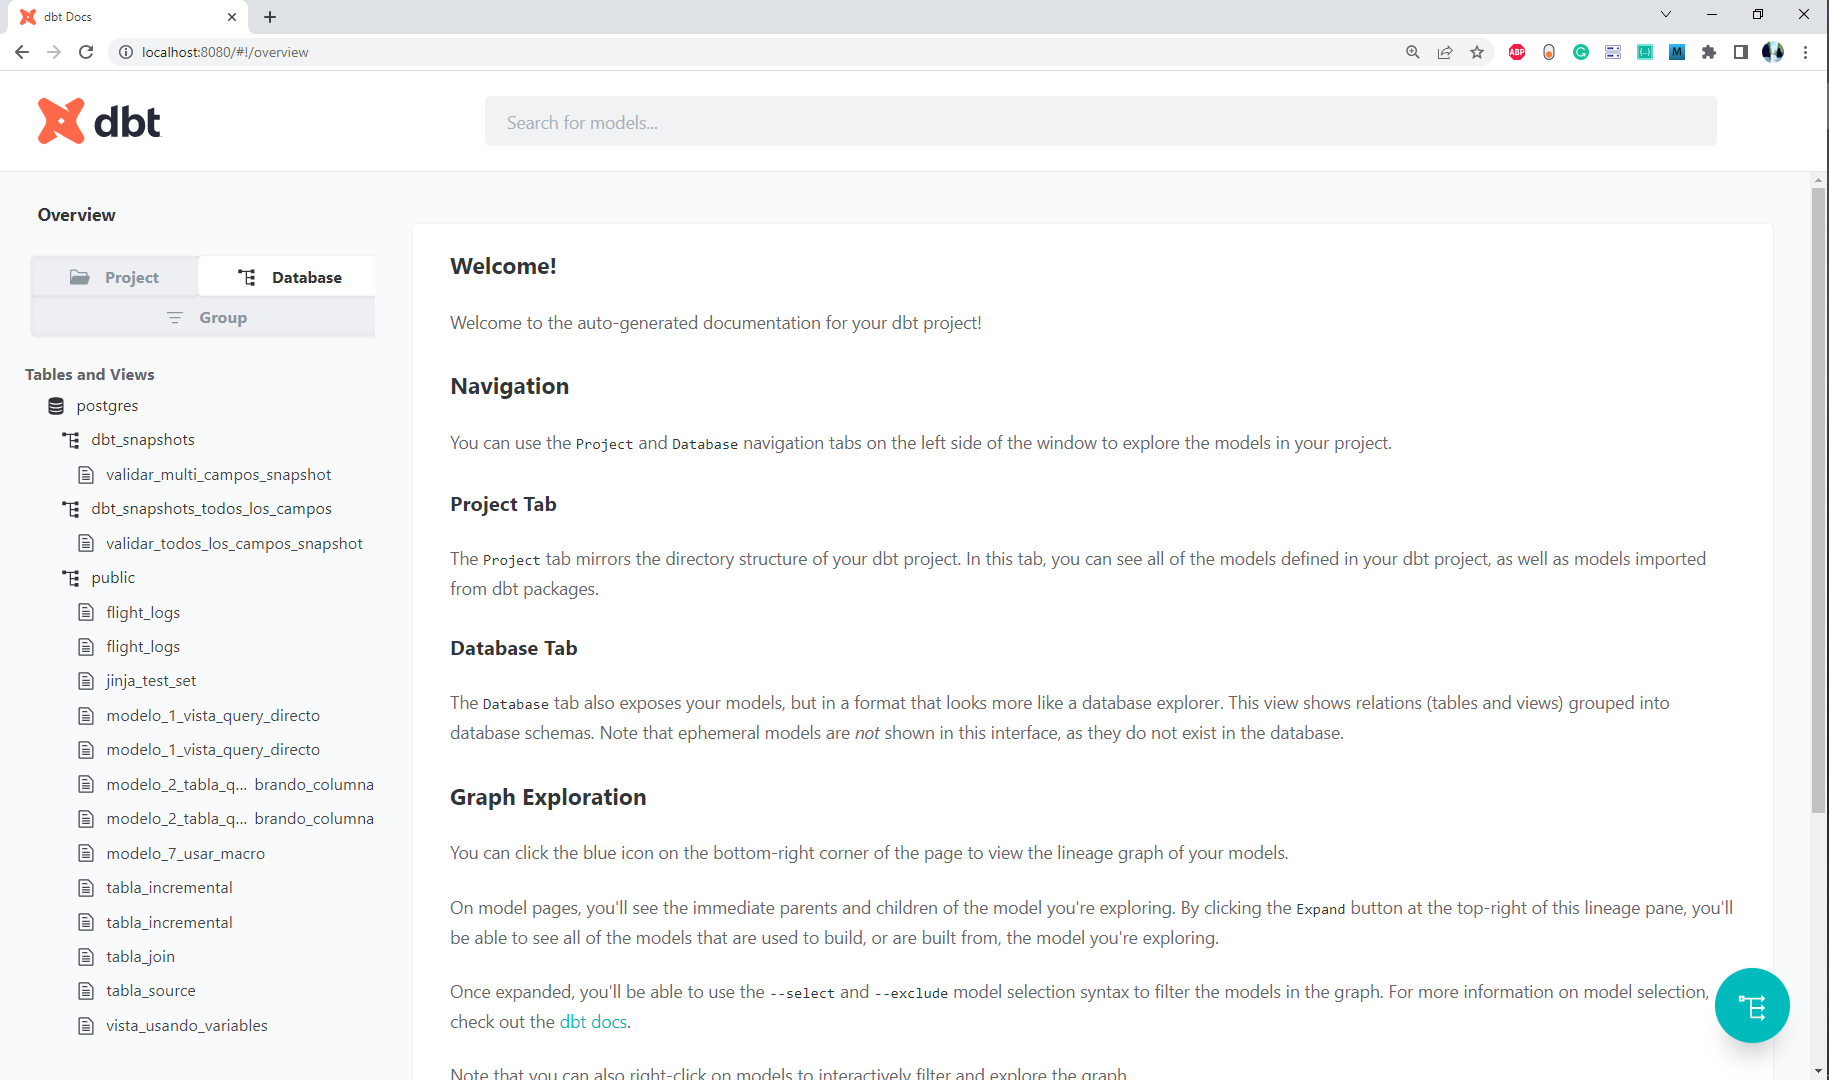 dbt Docs
localhost:8080/#!/overview
ABP
M
dbt
Search for models...
Overview
Project
Database
Group
Tables and Views
postgres
dbt_snapshots
validar_multi_campos_snapshot
dbt_snapshots_todos_los_campos
validar_todos_los_campos_snapshot
public
flight_logs
flight_logs
jinja_test_set
modelo_1_vista_query_directo
modelo_1_vista_query_directo
modelo_2_tabla_q... brando_columna
modelo_2_tabla_q... brando_columna
modelo_7_usar_macro
tabla_incremental
tabla_incremental
tabla_join
tabla_source
vista_usando_variables
Welcome!
Welcome to the auto-generated documentation for your dbt project!
Navigation
You can use the Project and Database navigation tabs on the left side of the window to explore the models in your project.
Project Tab
The Project tab mirrors the directory structure of your dbt project. In this tab, you can see all of the models defined in your dbt project, as well as models imported
from dbt packages.
Database Tab
The Database tab also exposes your models, but in a format that looks more like a database explorer. This view shows relations (tables and views) grouped into
database schemas. Note that ephemeral models are not shown in this interface, as they do not exist in the database.
Graph Exploration
You can click the blue icon on the bottom-right corner of the page to view the lineage graph of your models.
On model pages, you'll see the immediate parents and children of the model you're exploring. By clicking the Expand button at the top-right of this lineage pane, you'll
be able to see all of the models that are used to build, or are built from, the model you're exploring.
Once expanded, you'll be able to use the --select and --exclude model selection syntax to filter the models in the graph. For more information on model selection,
check out the dbt docs.
Note that you can also right-click on models to interactively filter and explore the graph.